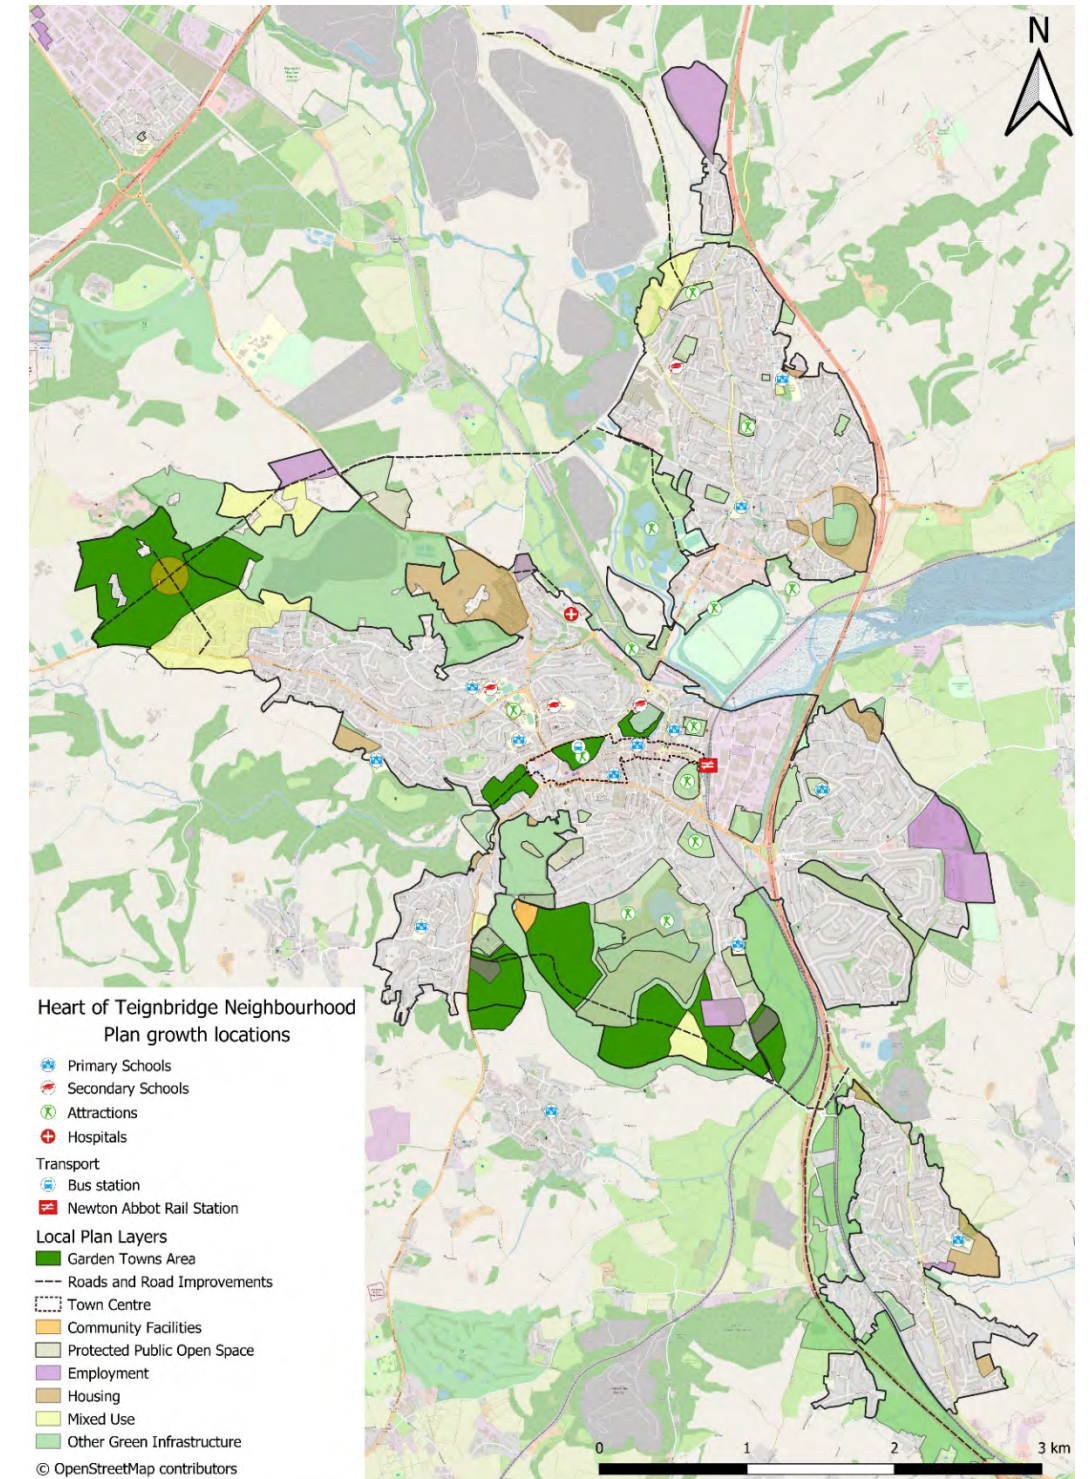 N
Heart of Teignbridge Neighbourhood
Plan growth locations
Primary Schools
Secondary Schools
Attractions
Hospitals
Transport
Bus station
Newton Abbot Rail Station
Local Plan Layers
Garden Towns Area
Roads and Road Improvements
Town Centre
Community Facilities
Protected Public Open Space
Employment
Housing
Mixed Use
Other Green Infrastructure
© OpenStreetMap contributors
0 1 2 3 km